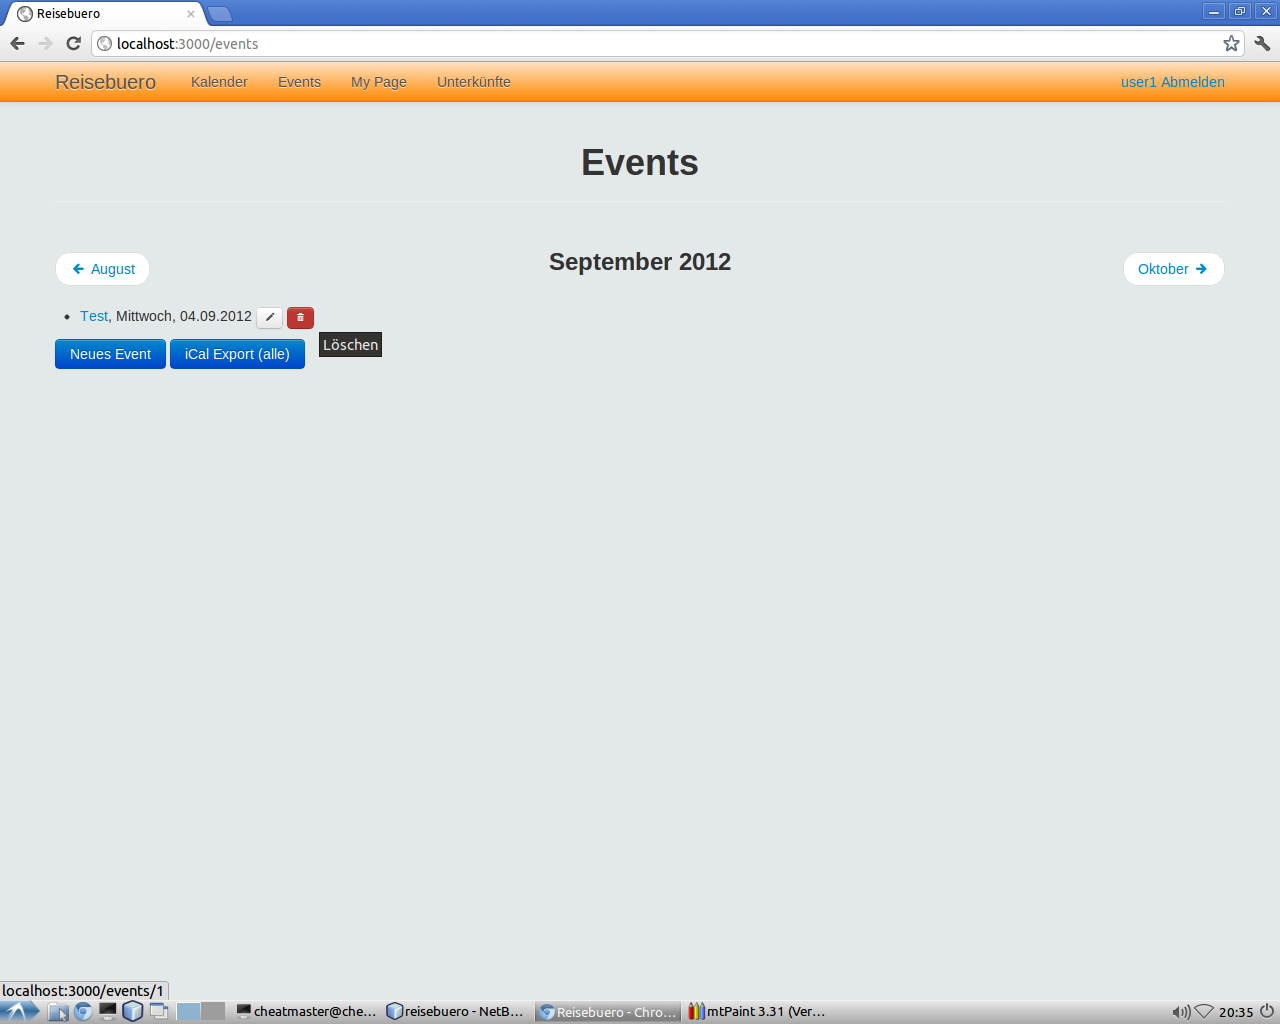 Reisebuero
localhost:3000/events
Reisebuero Kalender Events My Page Unterkünfte user1 Abmelden
Events
August September 2012 Oktober
Test, Mittwoch, 04.09.2012
Löschen
Neues Event iCal Export (alle)
localhost:3000/events/1
cheatmaster@che... reisebuero - NetB... Reisebuero - Chro... mtPaint 3.31 (Ver... 20:35